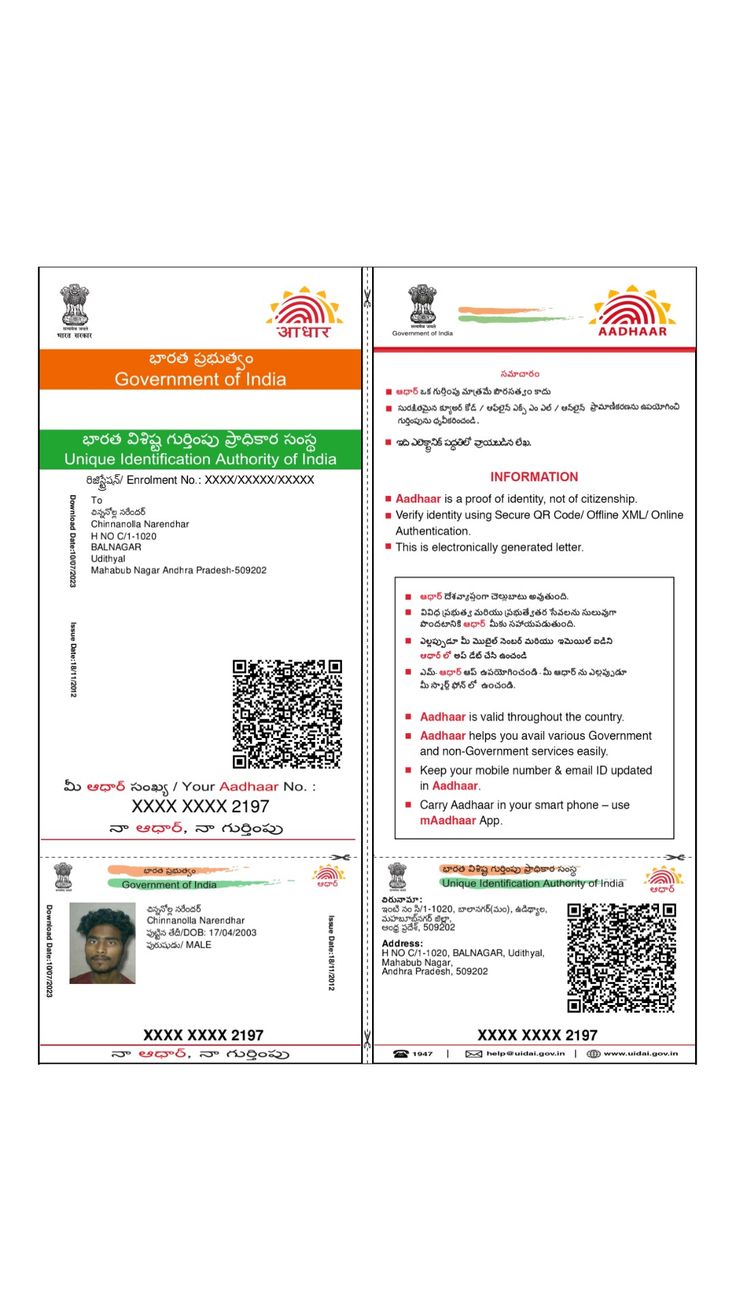 सत्यमेव जयते
भारत सरकार
आधार
భారత ప్రభుత్వం
Government of India
భారత విశిష్ట గుర్తింపు ప్రాధికార సంస్థ
Unique Identification Authority of India
రిజిస్ట్రేషన్/ Enrolment No.: XXXX/XXXXX/XXXXX
Download Date:10/07/2023
Issue Date:18/11/2012
To
చిన్నోల్ల నరేందర్
Chinnanolla Narendhar
H NO C/1-1020
BALNAGAR
Udithyal
Mahabub Nagar Andhra Pradesh-509202
మీ ఆధార్ సంఖ్య / Your Aadhaar No. :
XXXX XXXX 2197
నా ఆధార్, నా గుర్తింపు
Government of India
AADHAAR
సమాచారం
ఆధార్ ఒక గుర్తింపు మాత్రమే పౌరసత్వం కాదు
సురక్షితమైన క్యూఆర్ కోడ్ / ఆఫ్‌లైన్ ఎక్స్ ఎం ఎల్ / ఆన్‌లైన్ ప్రామాణికరణను ఉపయోగించి
గుర్తింపును ధృవీకరించండి.
ఇది ఎలెక్ట్రానిక్ పద్ధతిలో వ్రాయబడిన లేఖ.
INFORMATION
Aadhaar is a proof of identity, not of citizenship.
Verify identity using Secure QR Code/ Offline XML/ Online
Authentication.
This is electronically generated letter.
ఆధార్ దేశవ్యాప్తంగా చెల్లుబాటు అవుతుంది.
వివిధ ప్రభుత్వ మరియు ప్రభుత్వేతర సేవలను సులువుగా
పొందటానికి ఆధార్ మీకు సహాయపడుతుంది.
ఎల్లప్పుడూ మీ మొబైల్ నెంబర్ మరియు ఇమెయిల్ ఐడిని
ఆధార్ లో అప్ డేట్ చేసి ఉంచండి
ఎమ్- ఆధార్ ఆప్ ఉపయోగించండి - మీ ఆధార్ ను ఎల్లప్పుడూ
మీ స్మార్ట్ ఫోన్ లో ఉంచండి.
Aadhaar is valid throughout the country.
Aadhaar helps you avail various Government
and non-Government services easily.
Keep your mobile number & email ID updated
in Aadhaar.
Carry Aadhaar in your smart phone – use
mAadhaar App.
భారత ప్రభుత్వం
Government of India
ఆధార్
Download Date:10/07/2023
చిన్నోల్ల నరేందర్
Chinnanolla Narendhar
పుట్టిన తేదీ/DOB: 17/04/2003
పురుషుడు/ MALE
Issue Date:18/11/2012
XXXX XXXX 2197
నా ఆధార్, నా గుర్తింపు
భారత విశిష్ట గుర్తింపు ప్రాధికార సంస్థ
Unique Identification Authority of India
ఆధార్
చిరునామా:
ఇంటి నం సి/1-1020, బాలానగర్(మం), ఉడిథ్యాల,
మహబూబ్‌నగర్ జిల్లా,
ఆంధ్ర ప్రదేశ్, 509202
Address:
H NO C/1-1020, BALNAGAR, Udithyal,
Mahabub Nagar,
Andhra Pradesh, 509202
XXXX XXXX 2197
1947 | help@uidai.gov.in | www.uidai.gov.in